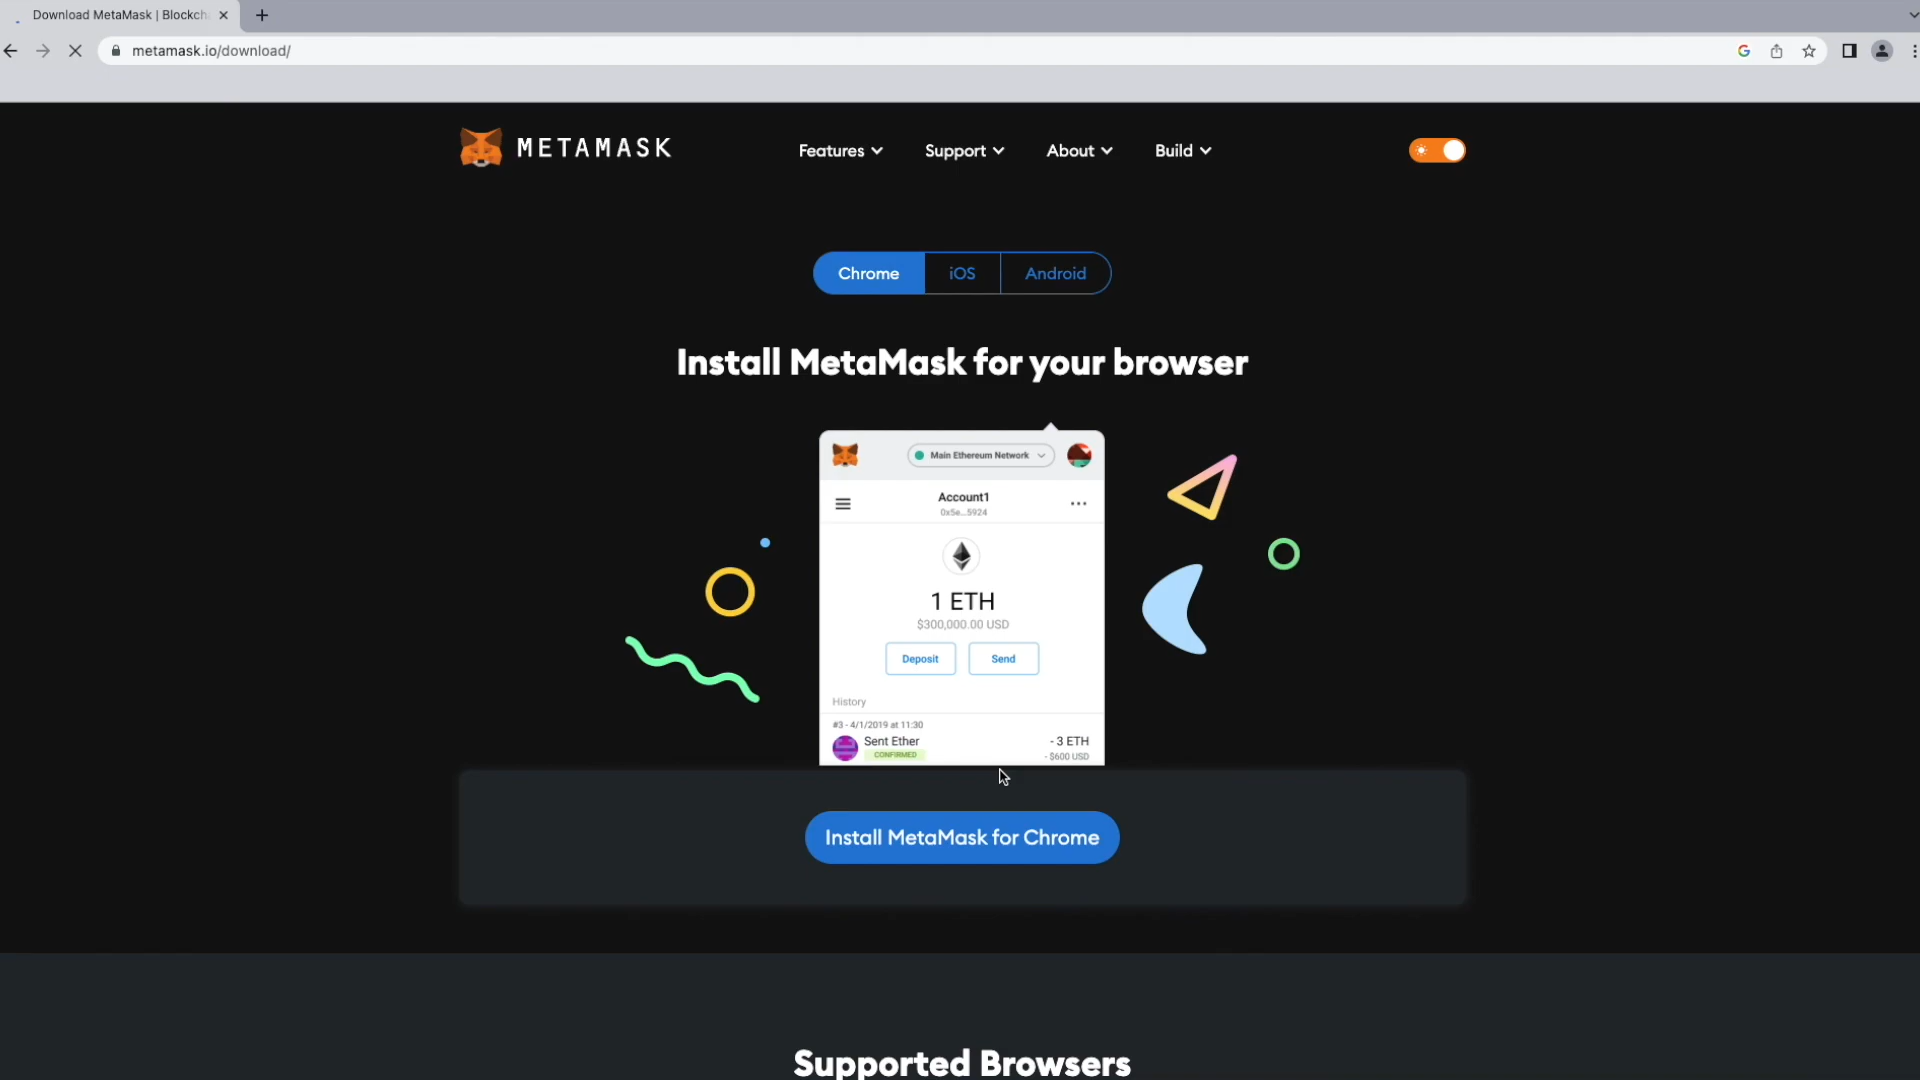 Download MetaMask | Blockch
metamask.io/download/
METAMASK
Features
Support
About
Build
Chrome
iOS
Android
Install MetaMask for your browser
Main Ethereum Network
Account1
0x5e...5924
1 ETH
$300,000.00 USD
Deposit
Send
History
#3 - 4/1/2019 at 11:30
Sent Ether
- 3 ETH
CONFIRMED
- $600 USD
Install MetaMask for Chrome
Supported Browsers